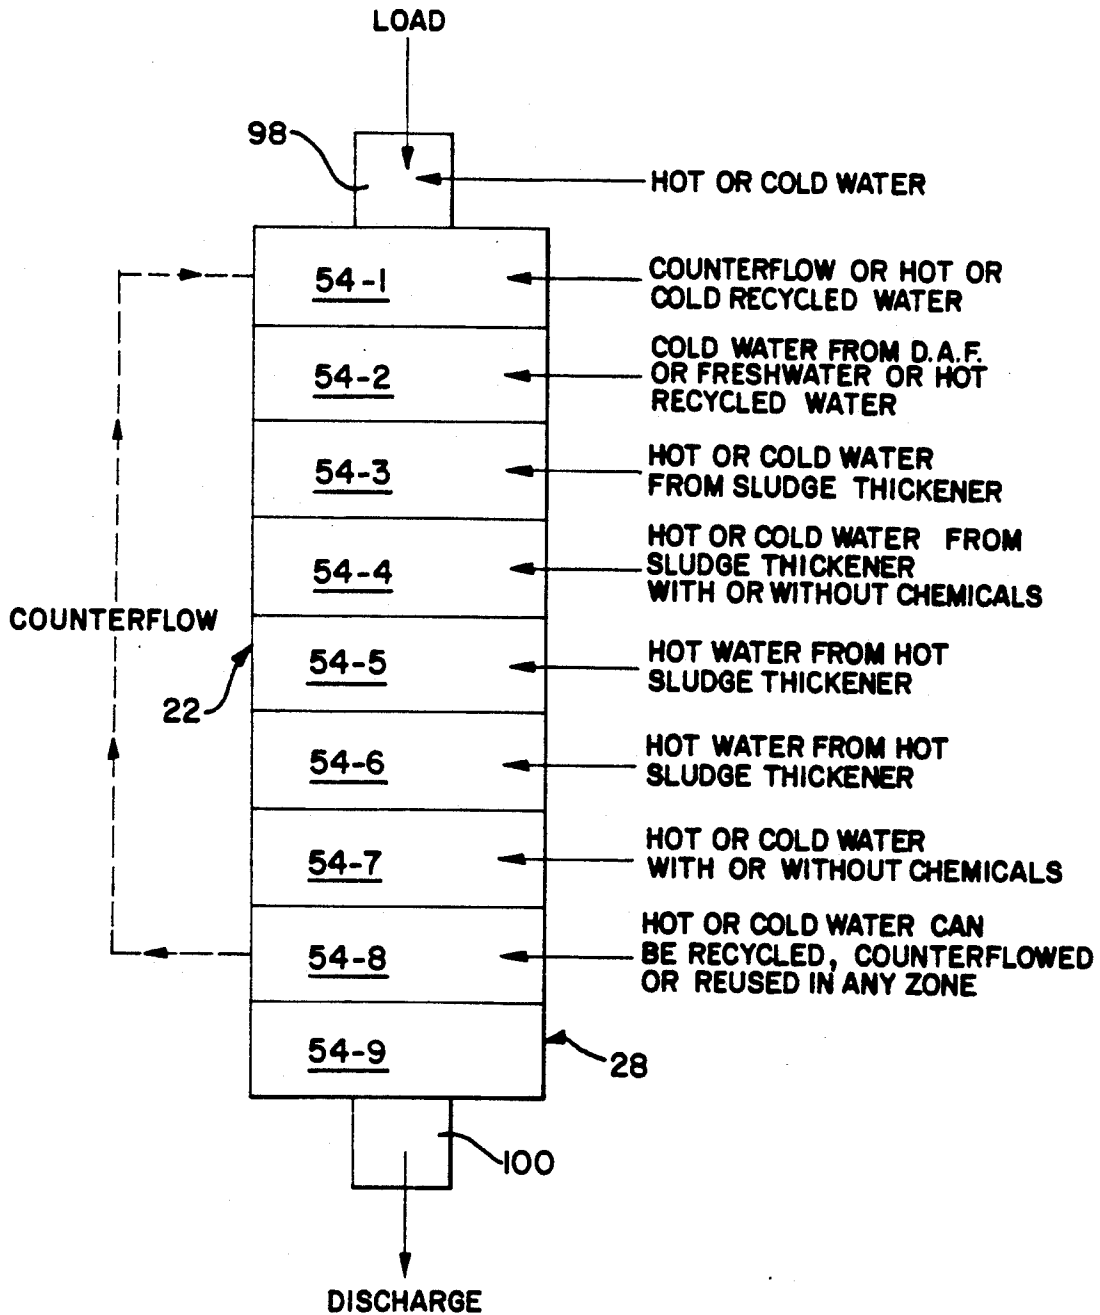 LOAD
98
HOT OR COLD WATER
54-1
COUNTERFLOW OR HOT OR
COLD RECYCLED WATER
54-2
COLD WATER FROM D.A.F.
OR FRESHWATER OR HOT
RECYCLED WATER
54-3
HOT OR COLD WATER
FROM SLUDGE THICKENER
54-4
HOT OR COLD WATER FROM
SLUDGE THICKENER
WITH OR WITHOUT CHEMICALS
COUNTERFLOW
22
54-5
HOT WATER FROM HOT
SLUDGE THICKENER
54-6
HOT WATER FROM HOT
SLUDGE THICKENER
54-7
HOT OR COLD WATER
WITH OR WITHOUT CHEMICALS
54-8
HOT OR COLD WATER CAN
BE RECYCLED, COUNTERFLOWED
OR REUSED IN ANY ZONE
54-9
28
100
DISCHARGE